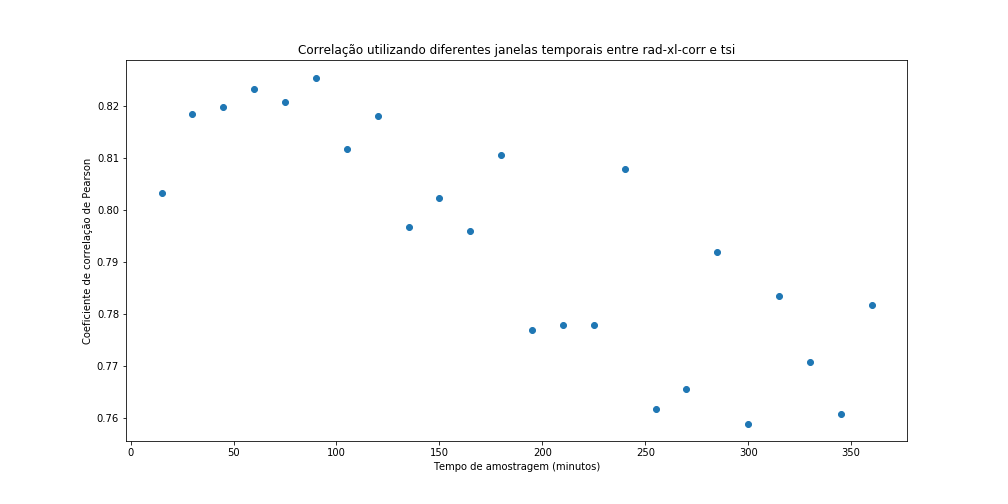 Correlação utilizando diferentes janelas temporais entre rad-xl-corr e tsi
0.82
0.81
0.80
0.79
0.78
0.77
0.76
Coeficiente de correlação de Pearson
0 50 100 150 200 250 300 350
Tempo de amostragem (minutos)